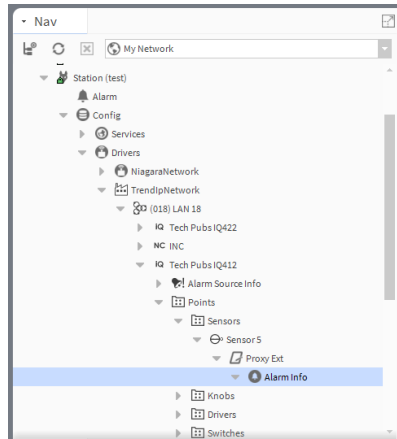 Nav
My Network
Station (test)
Alarm
Config
Services
Drivers
NiagaraNetwork
TrendIpNetwork
(018) LAN 18
IQ Tech Pubs IQ422
NC INC
IQ Tech Pubs IQ412
Alarm Source Info
Points
Sensors
Sensor 5
Proxy Ext
Alarm Info
Knobs
Drivers
Switches